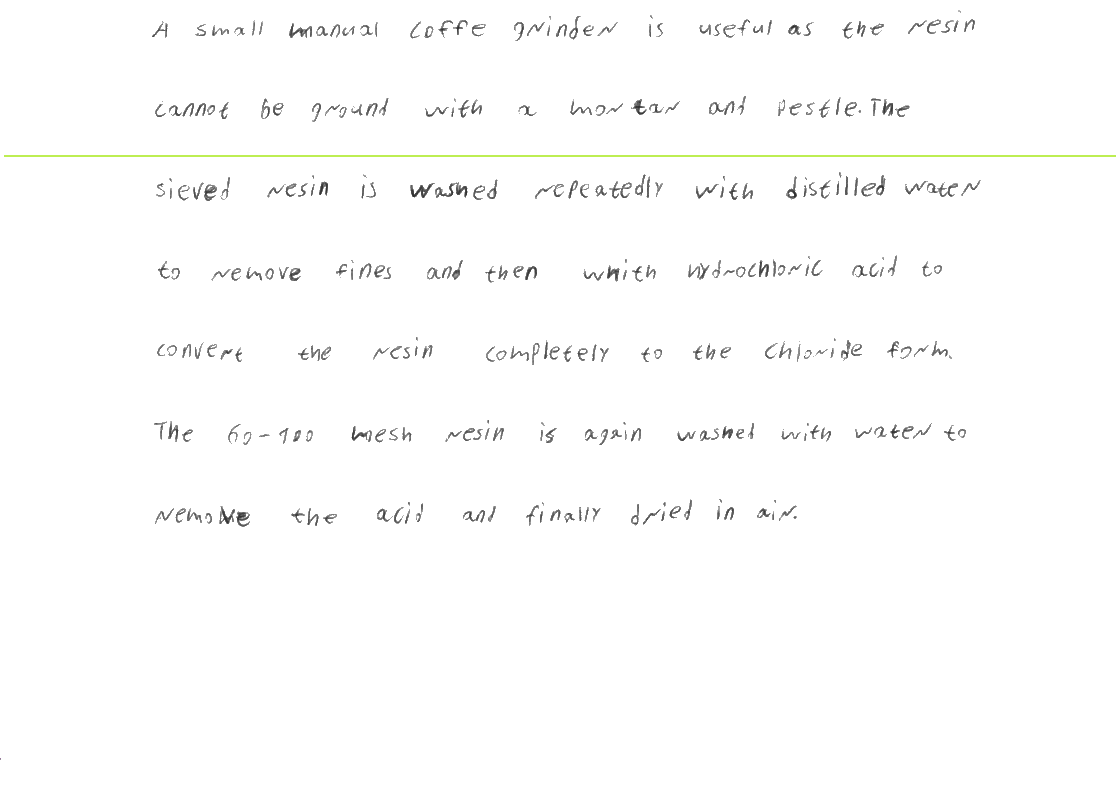 A small manual coffe grinder is useful as the resin
cannot be ground with a mortar and pestle. The
sieved resin is washed repeatedly with distilled water
to remove fines and then whith hydrochloric acid to
convert the resin completely to the chloride form.
The 60-100 mesh resin is again washed with water to
remove the acid and finally dried in air.